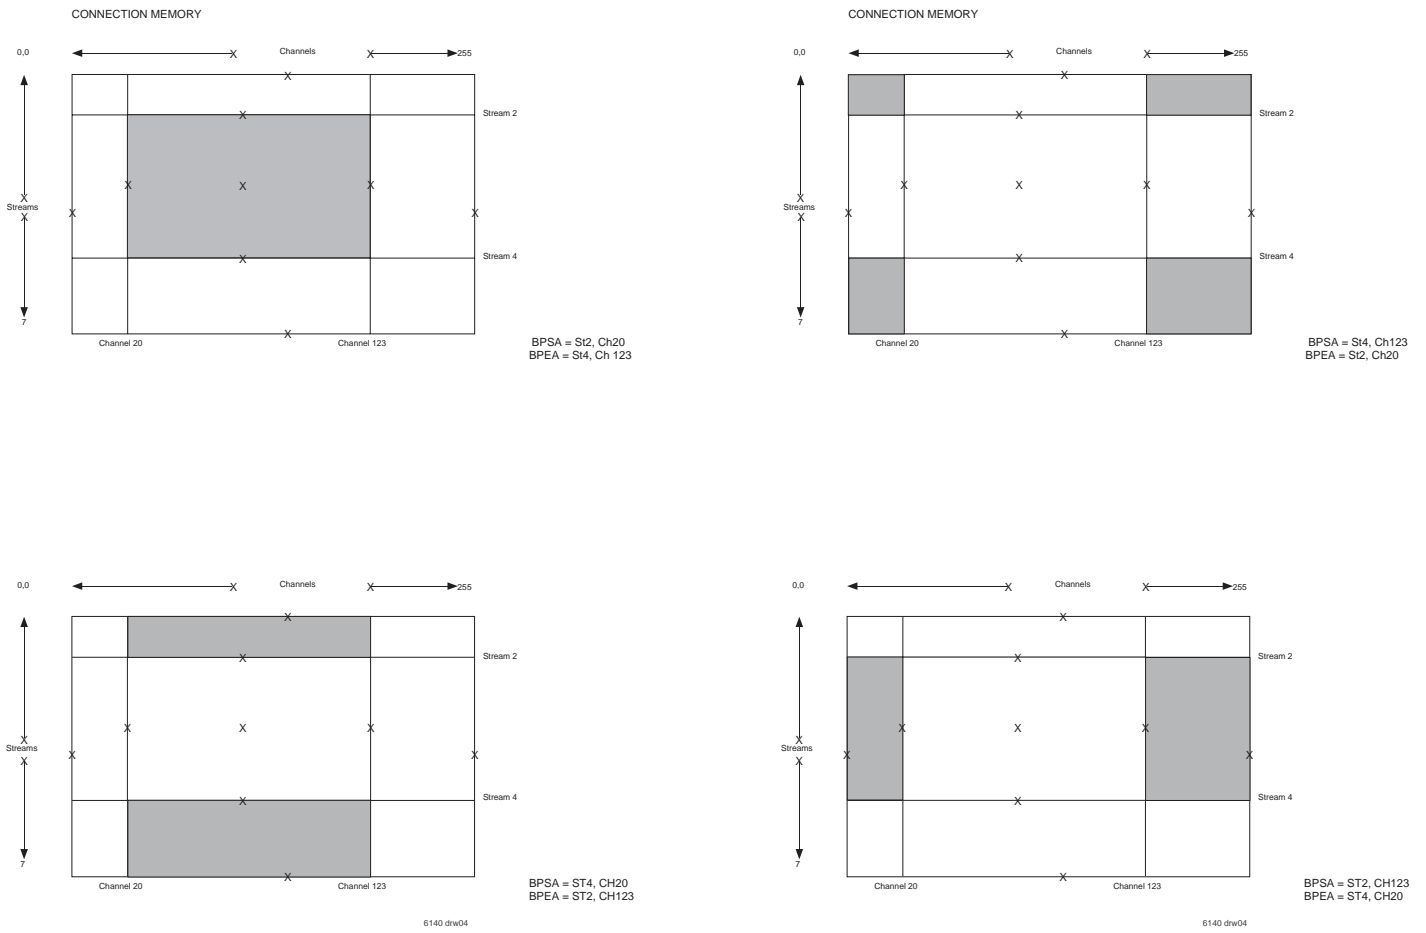 CONNECTION MEMORY
0,0
X
Channels
X
255
X
Stream 2
X
X
X
X
X
Streams
X
X
X
Stream 4
X
7
X
Channel 20
Channel 123
BPSA = St2, Ch20
BPEA = St4, Ch 123
CONNECTION MEMORY
0,0
X
Channels
X
255
X
Stream 2
X
X
X
X
X
Streams
X
X
X
Stream 4
X
7
X
Channel 20
Channel 123
BPSA = St4, Ch123
BPEA = St2, Ch20
0,0
X
Channels
X
255
X
Stream 2
X
X
X
X
X
Streams
X
X
X
Stream 4
X
7
X
Channel 20
Channel 123
BPSA = ST4, CH20
BPEA = ST2, CH123
6140 drw04
0,0
X
Channels
X
255
X
Stream 2
X
X
X
X
X
Streams
X
X
X
Stream 4
X
7
X
Channel 20
Channel 123
BPSA = ST2, CH123
BPEA = ST4, CH20
6140 drw04